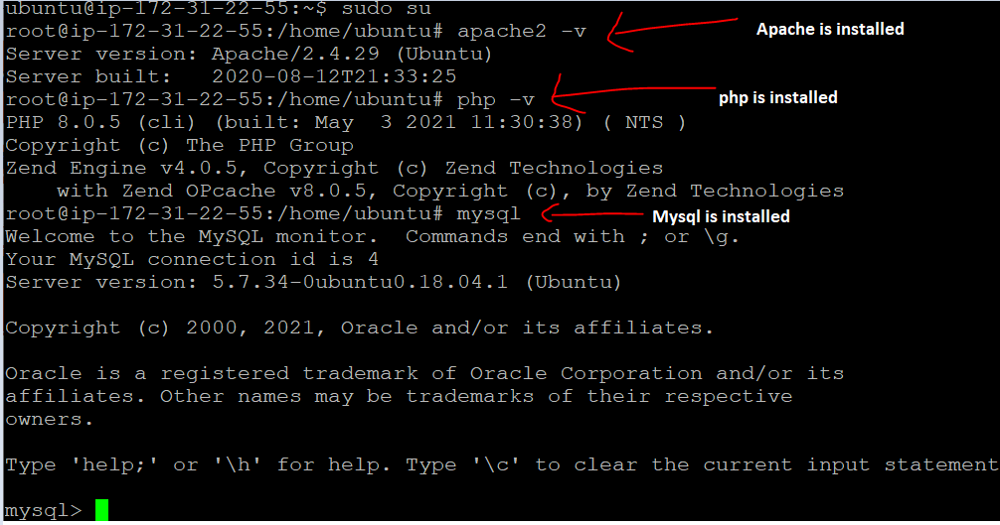 ubuntu@ip-172-31-22-55:~$ sudo su
root@ip-172-31-22-55:/home/ubuntu# apache2 -v
Apache is installed
Server version: Apache/2.4.29 (Ubuntu)
Server built:   2020-08-12T21:33:25
root@ip-172-31-22-55:/home/ubuntu# php -v
php is installed
PHP 8.0.5 (cli) (built: May  3 2021 11:30:38) ( NTS )
Copyright (c) The PHP Group
Zend Engine v4.0.5, Copyright (c) Zend Technologies
    with Zend OPcache v8.0.5, Copyright (c), by Zend Technologies
root@ip-172-31-22-55:/home/ubuntu# mysql
Mysql is installed
Welcome to the MySQL monitor.  Commands end with ; or \g.
Your MySQL connection id is 4
Server version: 5.7.34-0ubuntu0.18.04.1 (Ubuntu)
Copyright (c) 2000, 2021, Oracle and/or its affiliates.
Oracle is a registered trademark of Oracle Corporation and/or its
affiliates. Other names may be trademarks of their respective
owners.
Type 'help;' or '\h' for help. Type '\c' to clear the current input statement
mysql>